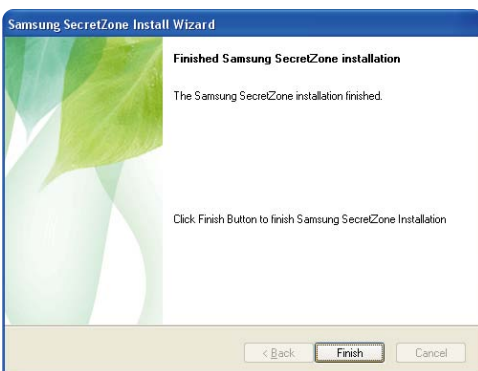 Samsung SecretZone Install Wizard
Finished Samsung SecretZone installation
The Samsung SecretZone installation finished.
Click Finish Button to finish Samsung SecretZone Installation
< Back
Finish
Cancel